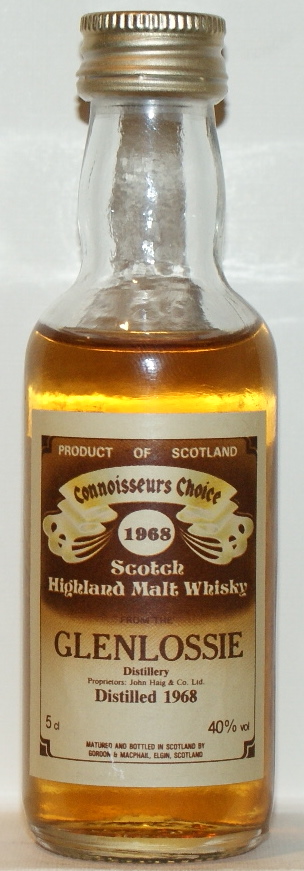 PRODUCT OF SCOTLAND
Connoisseurs Choice
1968
Scotch
Highland Malt Whisky
FROM THE
GLENLOSSIE
Distillery
Proprietors: John Haig & Co. Ltd.
Distilled 1968
5 cl 40% vol
MATURED AND BOTTLED IN SCOTLAND BY
GORDON & MACPHAIL, ELGIN, SCOTLAND